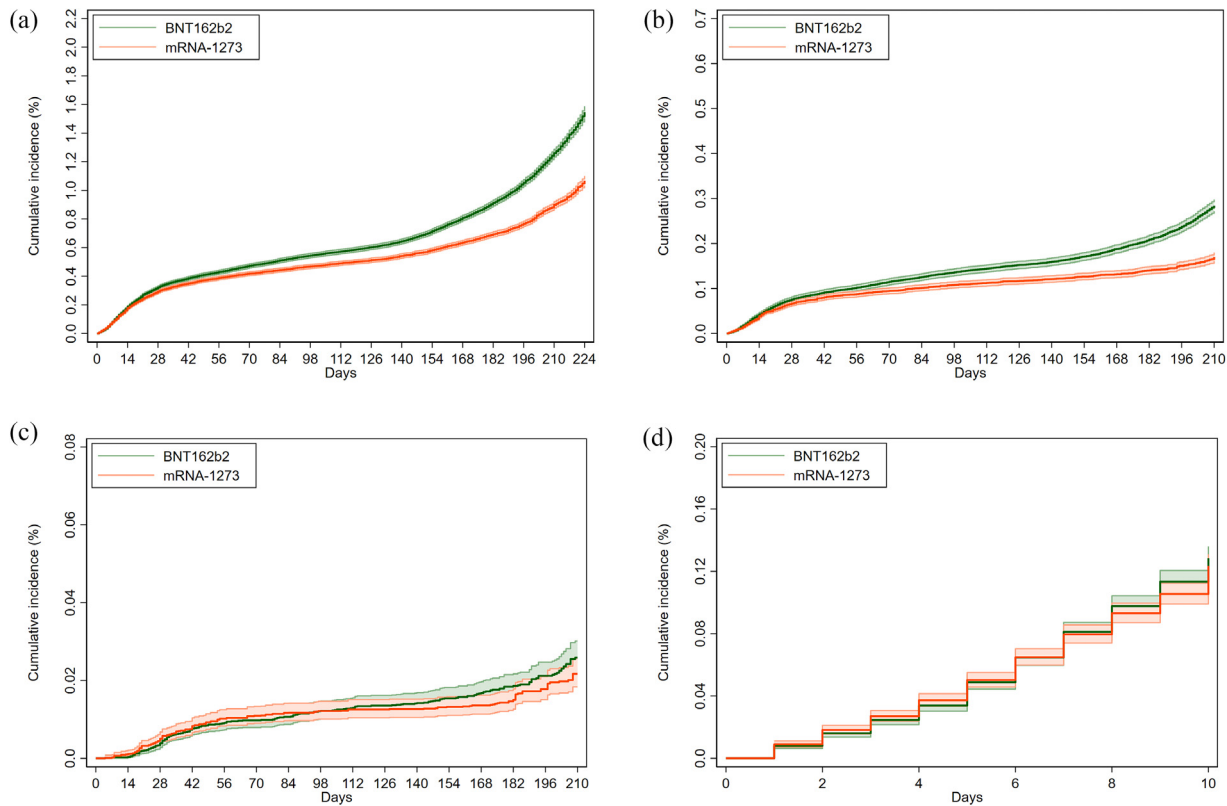 (a)
BNT162b2
mRNA-1273
Cumulative incidence (%)
0.0 0.2 0.4 0.6 0.8 1.0 1.2 1.4 1.6 1.8 2.0 2.2
0 14 28 42 56 70 84 98 112 126 140 154 168 182 196 210 224
Days
(b)
BNT162b2
mRNA-1273
Cumulative incidence (%)
0.0 0.1 0.2 0.3 0.4 0.5 0.6 0.7
0 14 28 42 56 70 84 98 112 126 140 154 168 182 196 210
Days
(c)
BNT162b2
mRNA-1273
Cumulative incidence (%)
0.00 0.02 0.04 0.06 0.08
0 14 28 42 56 70 84 98 112 126 140 154 168 182 196 210
Days
(d)
BNT162b2
mRNA-1273
Cumulative incidence (%)
0.00 0.04 0.08 0.12 0.16 0.20
0 2 4 6 8 10
Days